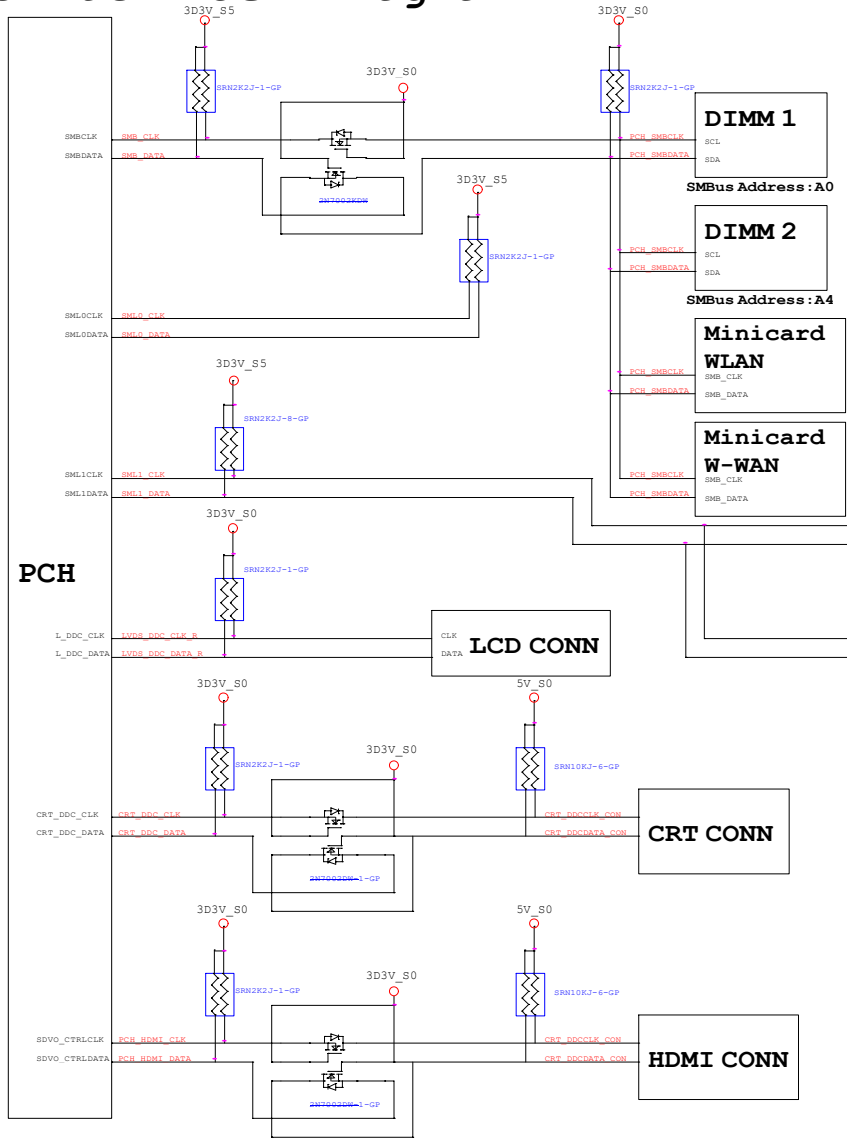 3D3V_S5
3D3V_S0
SRN2K2J-1-GP
3D3V_S0
SRN2K2J-1-GP
DIMM 1
SMBCLK
SMB_CLK
PCH_SMBCLK
SCL
SMBDATA
SMB_DATA
PCH_SMBDATA
SDA
SMBus Address:A0
3D3V_S5
2N7002KDW
DIMM 2
SRN2K2J-1-GP
PCH_SMBCLK
SCL
PCH_SMBDATA
SDA
SMBus Address:A4
SML0CLK
SML0_CLK
SML0DATA
SML0_DATA
Minicard
WLAN
3D3V_S5
PCH_SMBCLK
SMB_CLK
PCH_SMBDATA
SMB_DATA
SRN2K2J-8-GP
Minicard
W-WAN
SML1CLK
SML1_CLK
PCH_SMBCLK
SMB_CLK
SML1DATA
SML1_DATA
PCH_SMBDATA
SMB_DATA
3D3V_S0
SRN2K2J-1-GP
PCH
L_DDC_CLK
LVDS_DDC_CLK_R
CLK
L_DDC_DATA
LVDS_DDC_DATA_R
DATA
LCD CONN
3D3V_S0
5V_S0
3D3V_S0
SRN2K2J-1-GP
SRN10KJ-6-GP
CRT_DDC_CLK
CRT_DDC_CLK
CRT_DDCCLK_CON
CRT_DDC_DATA
CRT_DDC_DATA
CRT_DDCDATA_CON
CRT CONN
2N7002DW-1-GP
3D3V_S0
5V_S0
3D3V_S0
SRN2K2J-1-GP
SRN10KJ-6-GP
SDVO_CTRLCLK
PCH_HDMI_CLK
CRT_DDCCLK_CON
SDVO_CTRLDATA
PCH_HDMI_DATA
CRT_DDCDATA_CON
HDMI CONN
2N7002DW-1-GP